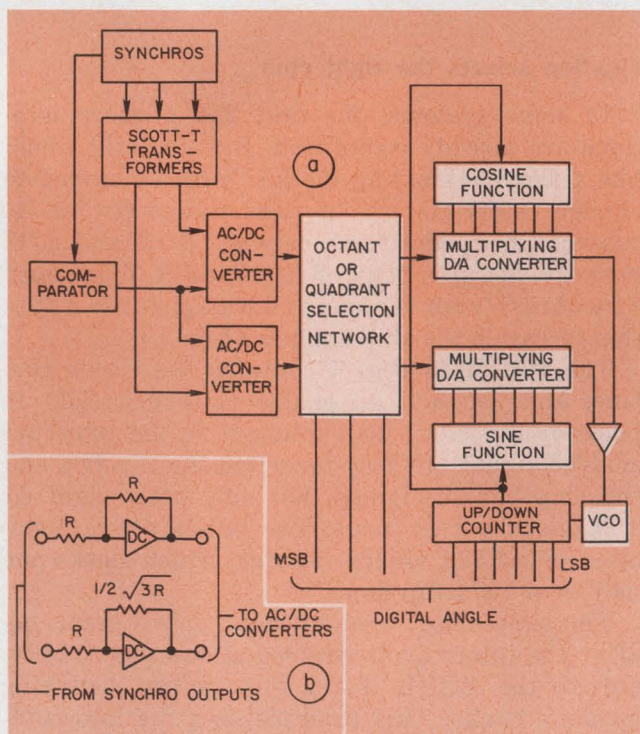 SYNCHROS
SCOTT-T
TRANS-
FORMERS
a
COSINE
FUNCTION
AC/DC
CON-
VERTER
OCTANT
OR
QUADRANT
SELECTION
NETWORK
MULTIPLYING
D/A CONVERTER
COM-
PARATOR
AC/DC
CON-
VERTER
MULTIPLYING
D/A CONVERTER
SINE
FUNCTION
UP/DOWN
COUNTER
VCO
MSB
LSB
DIGITAL ANGLE
R
R
DC
1/2 √3R
R
DC
TO AC/DC
CONVERTERS
FROM SYNCHRO OUTPUTS
b